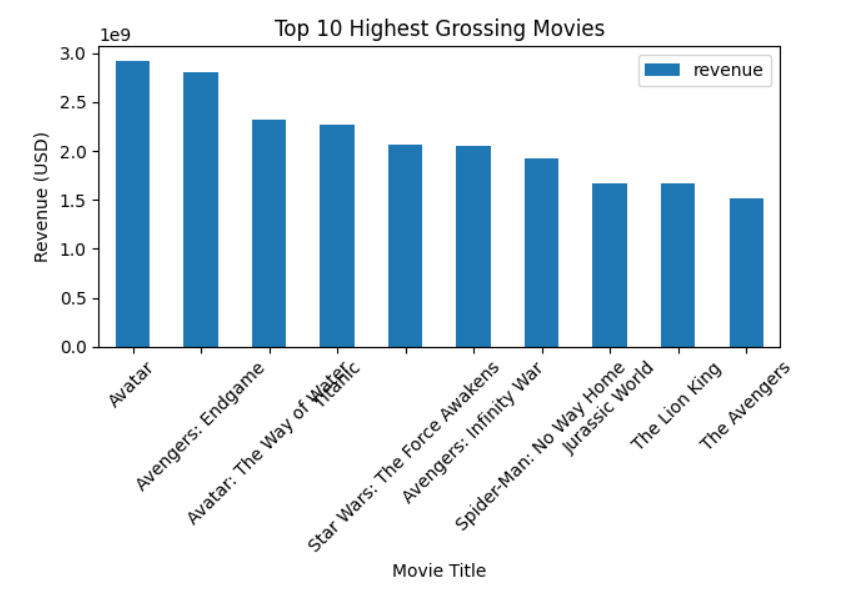 Top 10 Highest Grossing Movies
1e9
revenue
3.0
2.5
2.0
1.5
1.0
0.5
0.0
Revenue (USD)
Avatar
Avengers: Endgame
Avatar: The Way of Water
Titanic
Star Wars: The Force Awakens
Avengers: Infinity War
Spider-Man: No Way Home
Jurassic World
The Lion King
The Avengers
Movie Title